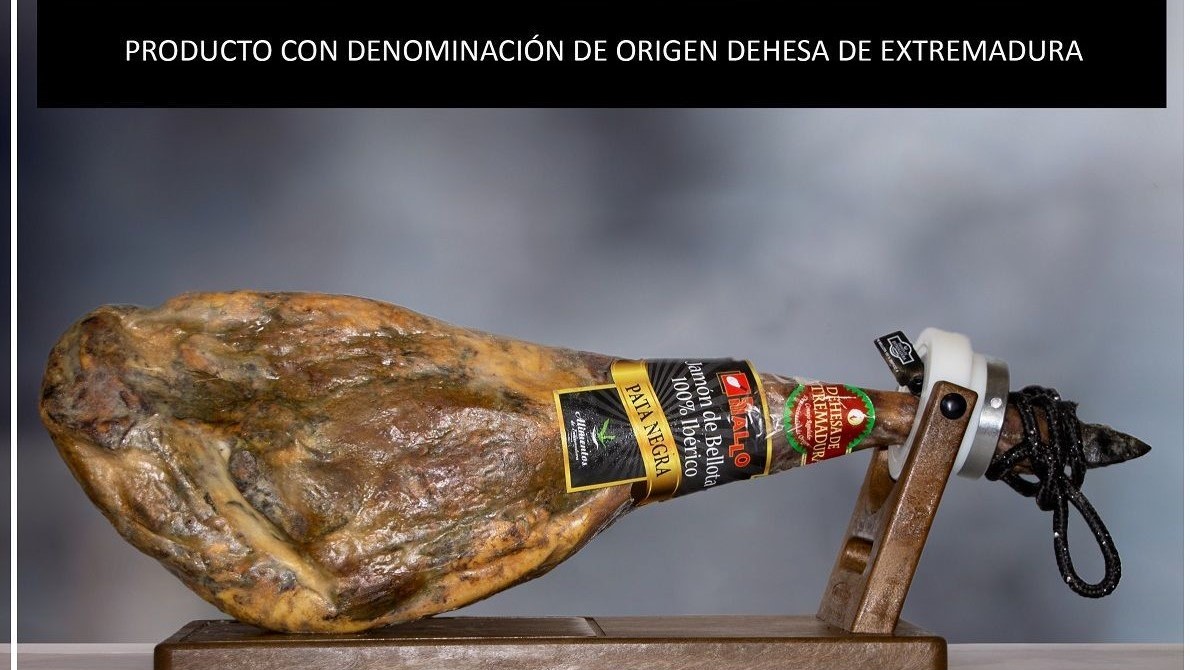 PRODUCTO CON DENOMINACIÓN DE ORIGEN DEHESA DE EXTREMADURA
Alimentos
PATA NEGRA
Jamón de Bellota
100% Ibérico
MALLO
DEHESA DE
EXTREMADURA